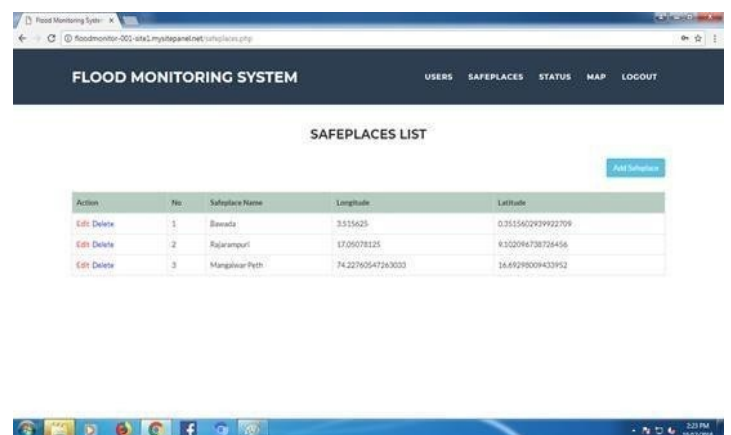 Flood Monitoring Syster
floodmonitor-001-site1.mysitepanel.net/safeplaces.php
FLOOD MONITORING SYSTEM
USERS SAFEPLACES STATUS MAP LOGOUT
SAFEPLACES LIST
Add Safeplace
Action No Safeplace Name Longitude Latitude
Edit Delete 1 Bawada 3.515625 0.3515602939922709
Edit Delete 2 Rajarampuri 17.05078125 9.102096738726456
Edit Delete 3 Mangalwar Peth 74.22760547263033 16.69298009433952
2:23 PM